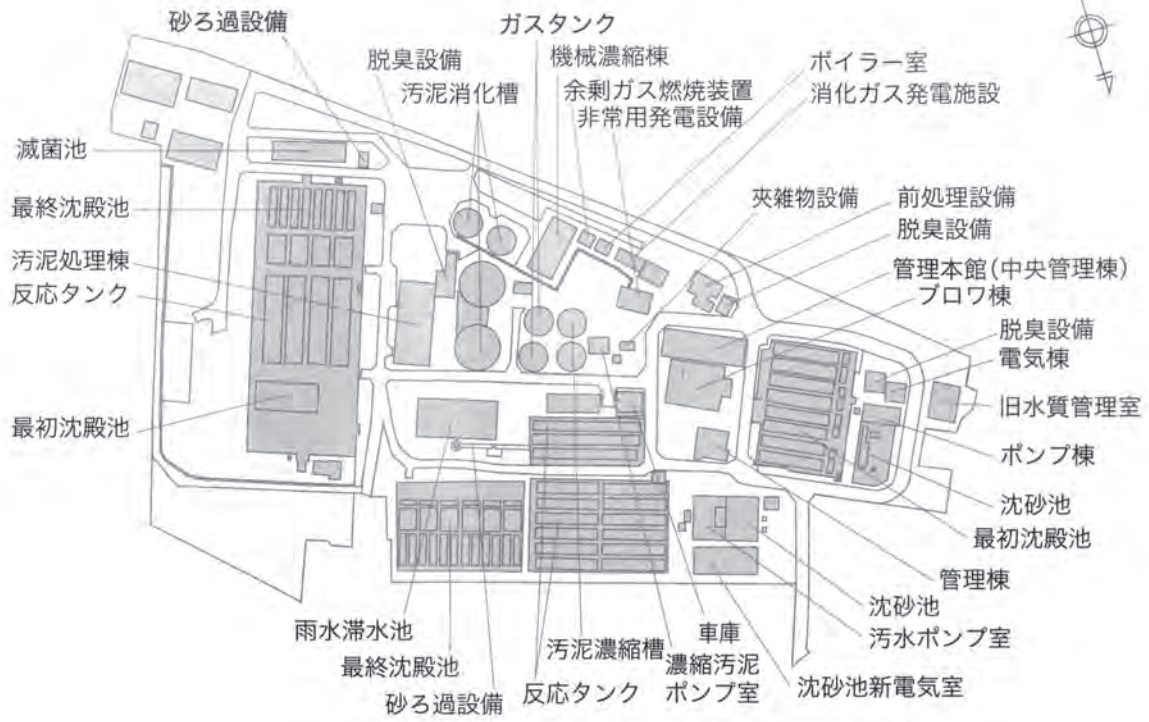 砂ろ過設備
ガスタンク
脱臭設備
機械濃縮棟
ボイラー室
汚泥消化槽
余剰ガス燃焼装置
消化ガス発電施設
非常用発電設備
滅菌池
夾雑物設備
前処理設備
最終沈殿池
脱臭設備
汚泥処理棟
管理本館(中央管理棟)
反応タンク
ブロワ棟
脱臭設備
電気棟
旧水質管理室
最初沈殿池
ポンプ棟
沈砂池
最初沈殿池
管理棟
沈砂池
雨水滞水池
車庫
汚水ポンプ室
汚泥濃縮槽
最終沈殿池
濃縮汚泥
ポンプ室
反応タンク
沈砂池新電気室
砂ろ過設備